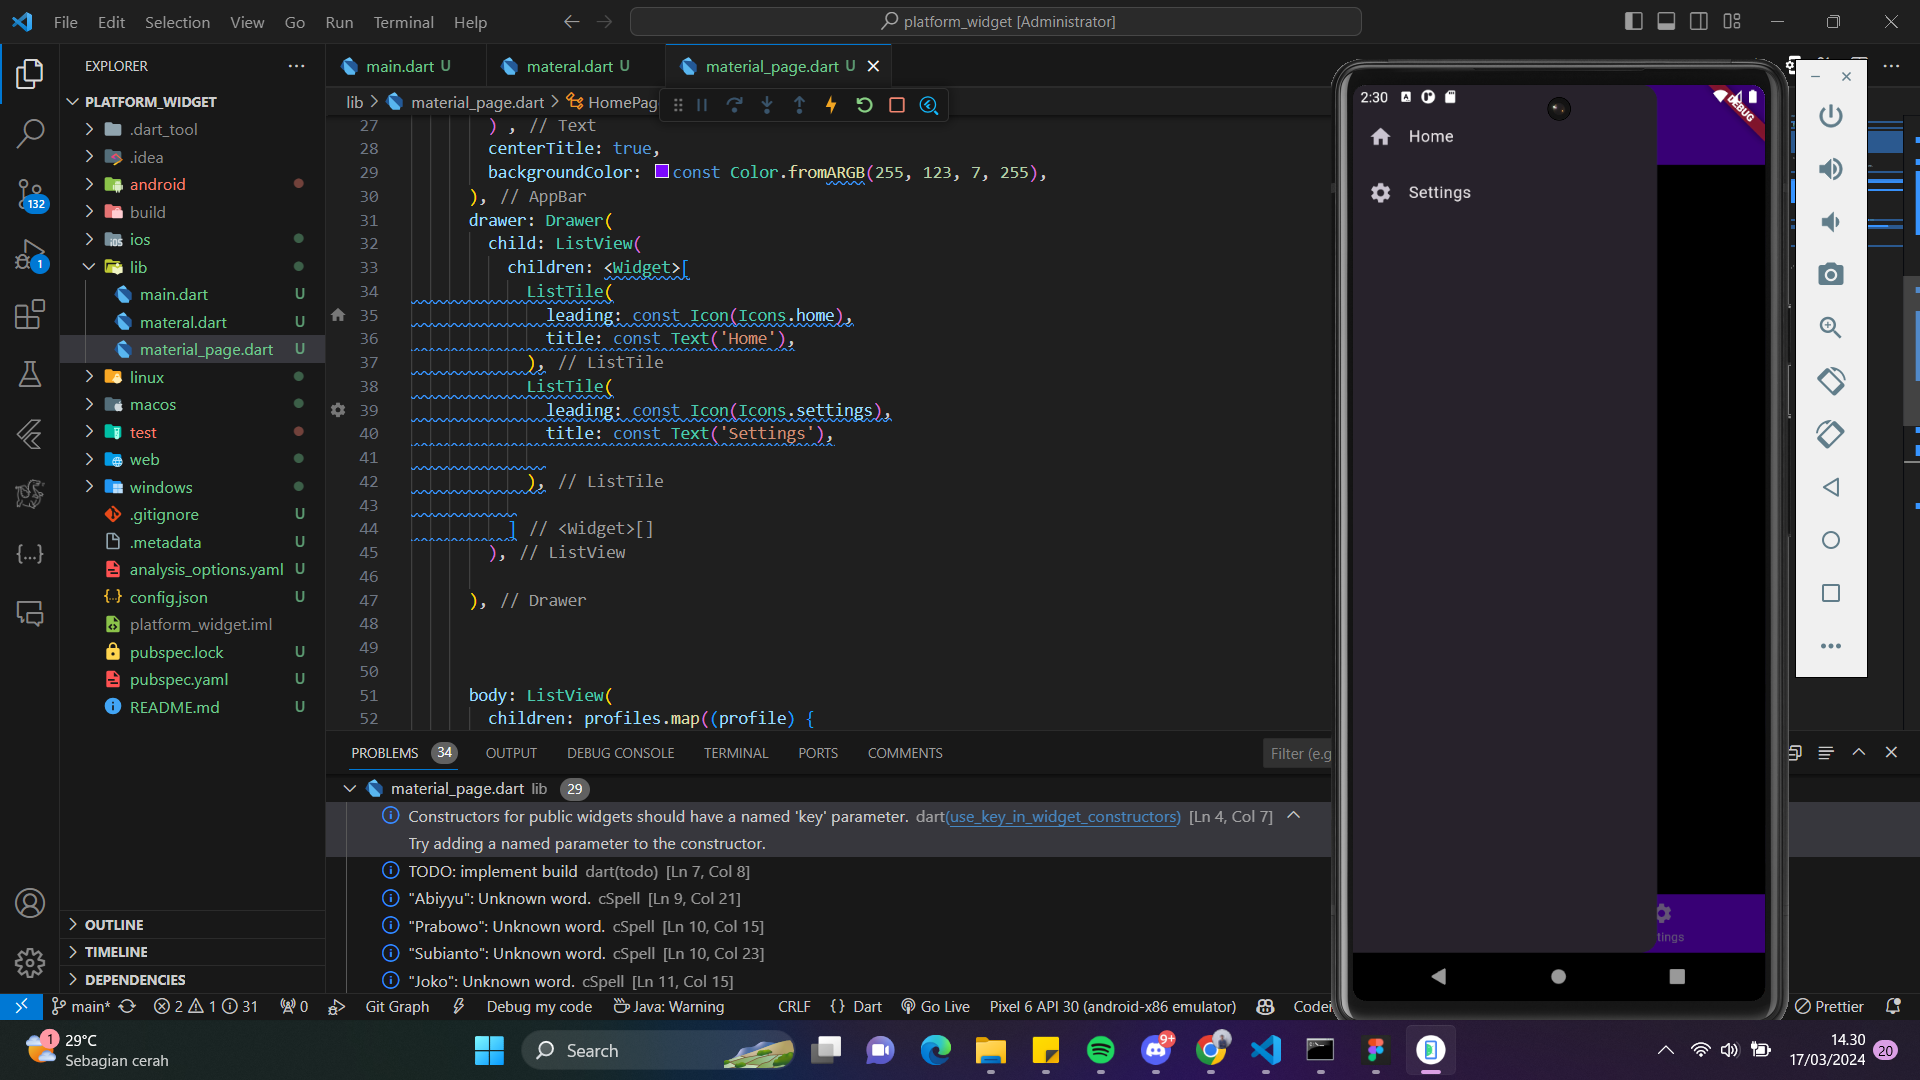 File Edit Selection View Go Run Terminal Help
platform_widget [Administrator]
EXPLORER
PLATFORM_WIDGET
.dart_tool
.idea
android
build
ios
lib
main.dart U
materal.dart U
material_page.dart U
linux
macos
test
web
windows
.gitignore U
.metadata U
analysis_options.yaml U
config.json U
platform_widget.iml
pubspec.lock U
pubspec.yaml U
README.md U
OUTLINE
TIMELINE
DEPENDENCIES
132
1
main.dart U
materal.dart U
material_page.dart U
lib > material_page.dart > HomePag
27 ) , // Text
28 centerTitle: true,
29 backgroundColor: const Color.fromARGB(255, 123, 7, 255),
30 ), // AppBar
31 drawer: Drawer(
32 child: ListView(
33 children: <Widget>[
34 ListTile(
35 leading: const Icon(Icons.home),
36 title: const Text('Home'),
37 ), // ListTile
38 ListTile(
39 leading: const Icon(Icons.settings),
40 title: const Text('Settings'),
41
42 ), // ListTile
43
44 ] // <Widget>[]
45 ), // ListView
46
47 ), // Drawer
48
49
50
51 body: ListView(
52 children: profiles.map((profile) {
PROBLEMS 34 OUTPUT DEBUG CONSOLE TERMINAL PORTS COMMENTS
Filter (e.g
material_page.dart lib 29
Constructors for public widgets should have a named 'key' parameter. dart(use_key_in_widget_constructors) [Ln 4, Col 7]
Try adding a named parameter to the constructor.
TODO: implement build dart(todo) [Ln 7, Col 8]
"Abiyyu": Unknown word. cSpell [Ln 9, Col 21]
"Prabowo": Unknown word. cSpell [Ln 10, Col 15]
"Subianto": Unknown word. cSpell [Ln 10, Col 23]
"Joko": Unknown word. cSpell [Ln 11, Col 15]
2:30
DEBUG
Home
Settings
tings
main* 2 1 31 0 Git Graph Debug my code Java: Warning CRLF {} Dart Go Live Pixel 6 API 30 (android-x86 emulator) Codei Prettier
1
29°C
Sebagian cerah
Search
9+
14.30
17/03/2024
20